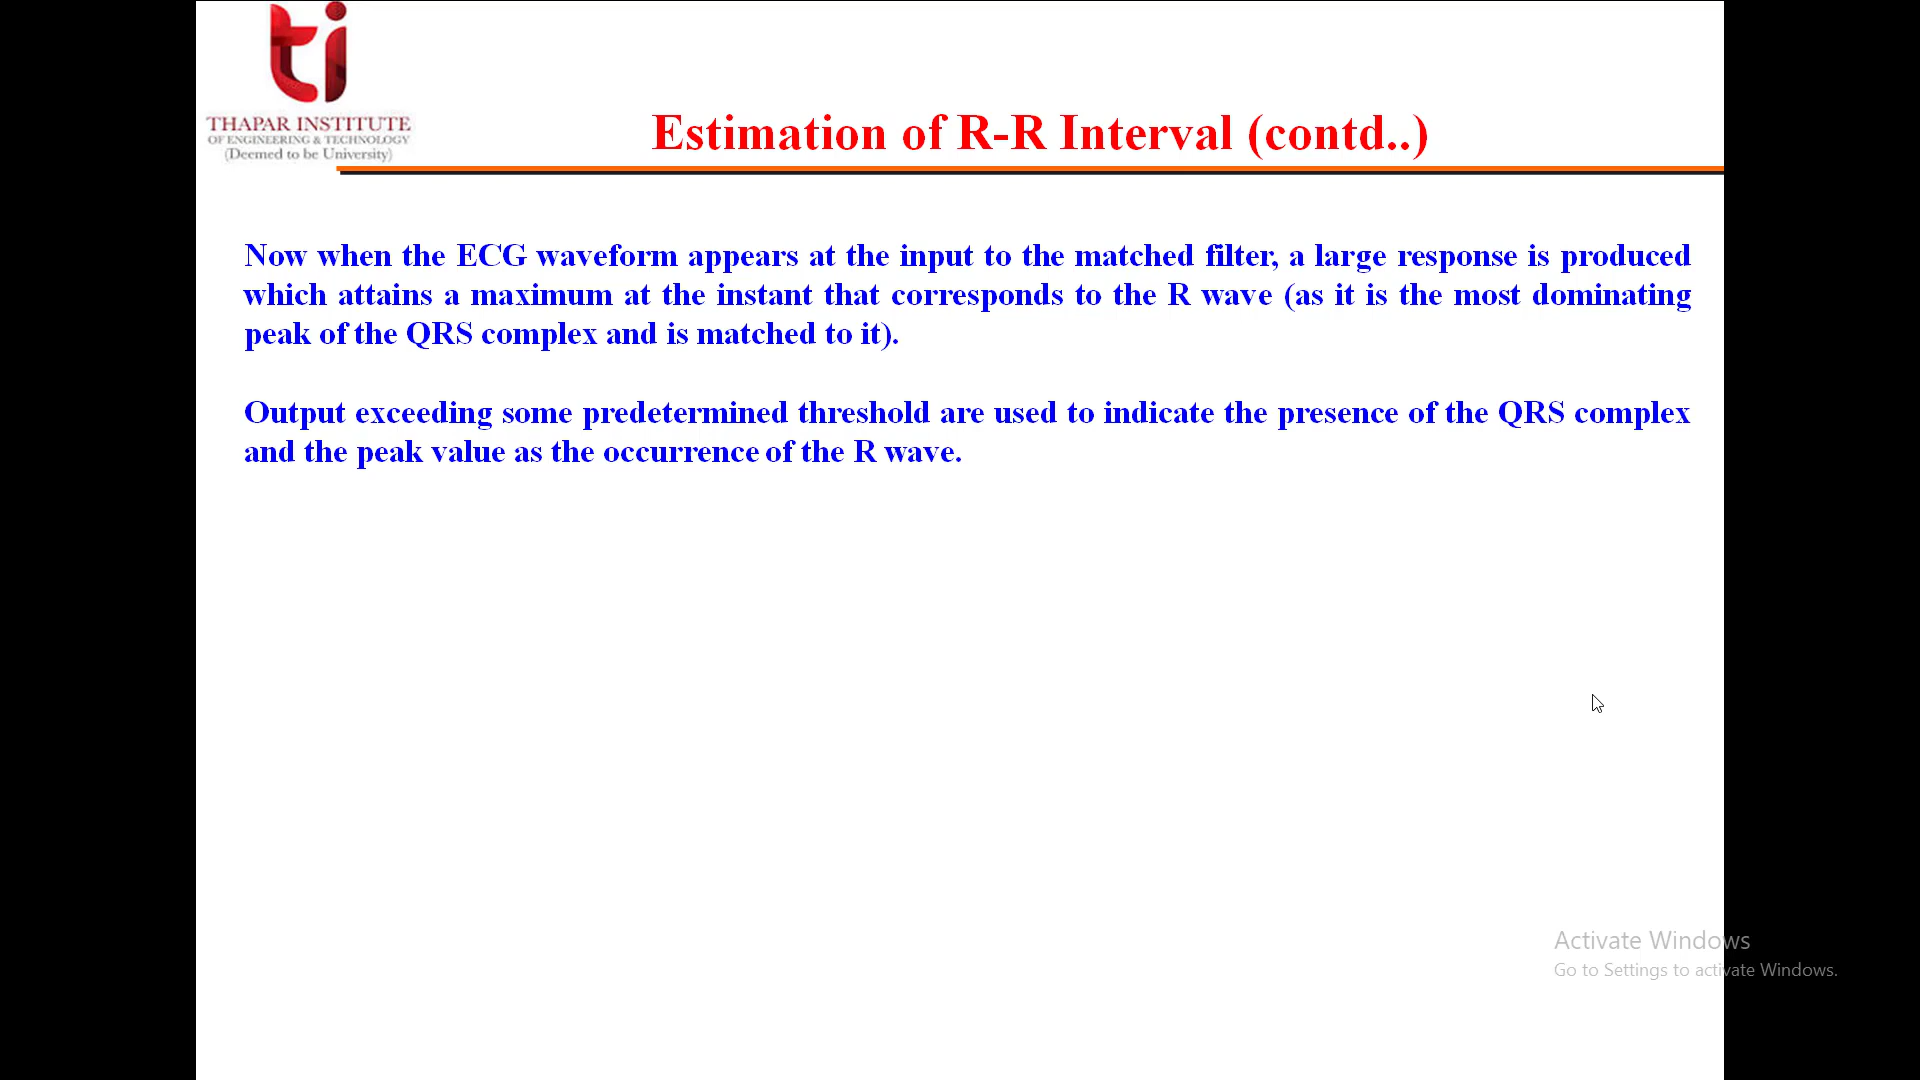 ti
THAPAR INSTITUTE
OF ENGINEERING & TECHNOLOGY
(Deemed to be University)
Estimation of R-R Interval (contd..)
Now when the ECG waveform appears at the input to the matched filter, a large response is produced
which attains a maximum at the instant that corresponds to the R wave (as it is the most dominating
peak of the QRS complex and is matched to it).
Output exceeding some predetermined threshold are used to indicate the presence of the QRS complex
and the peak value as the occurrence of the R wave.
Activate Windows
Go to Settings to activate Windows.